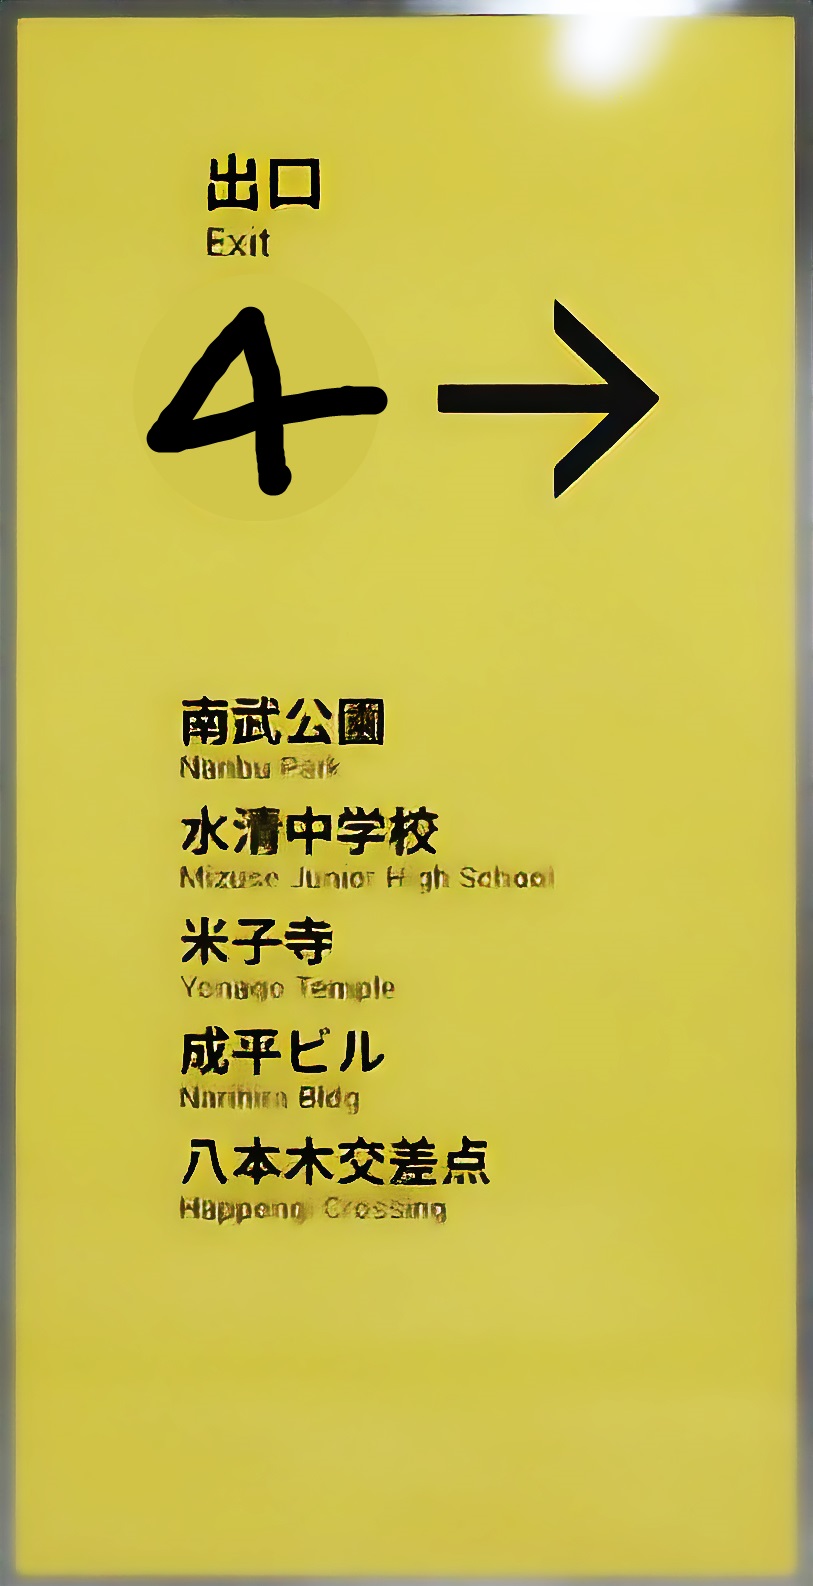 出口
Exit
4
南武公園
Nanbu Park
水清中学校
Mizuse Junior High School
米子寺
Yonago Temple
成平ビル
Narihira Bldg
八本木交差点
Happongi Crossing